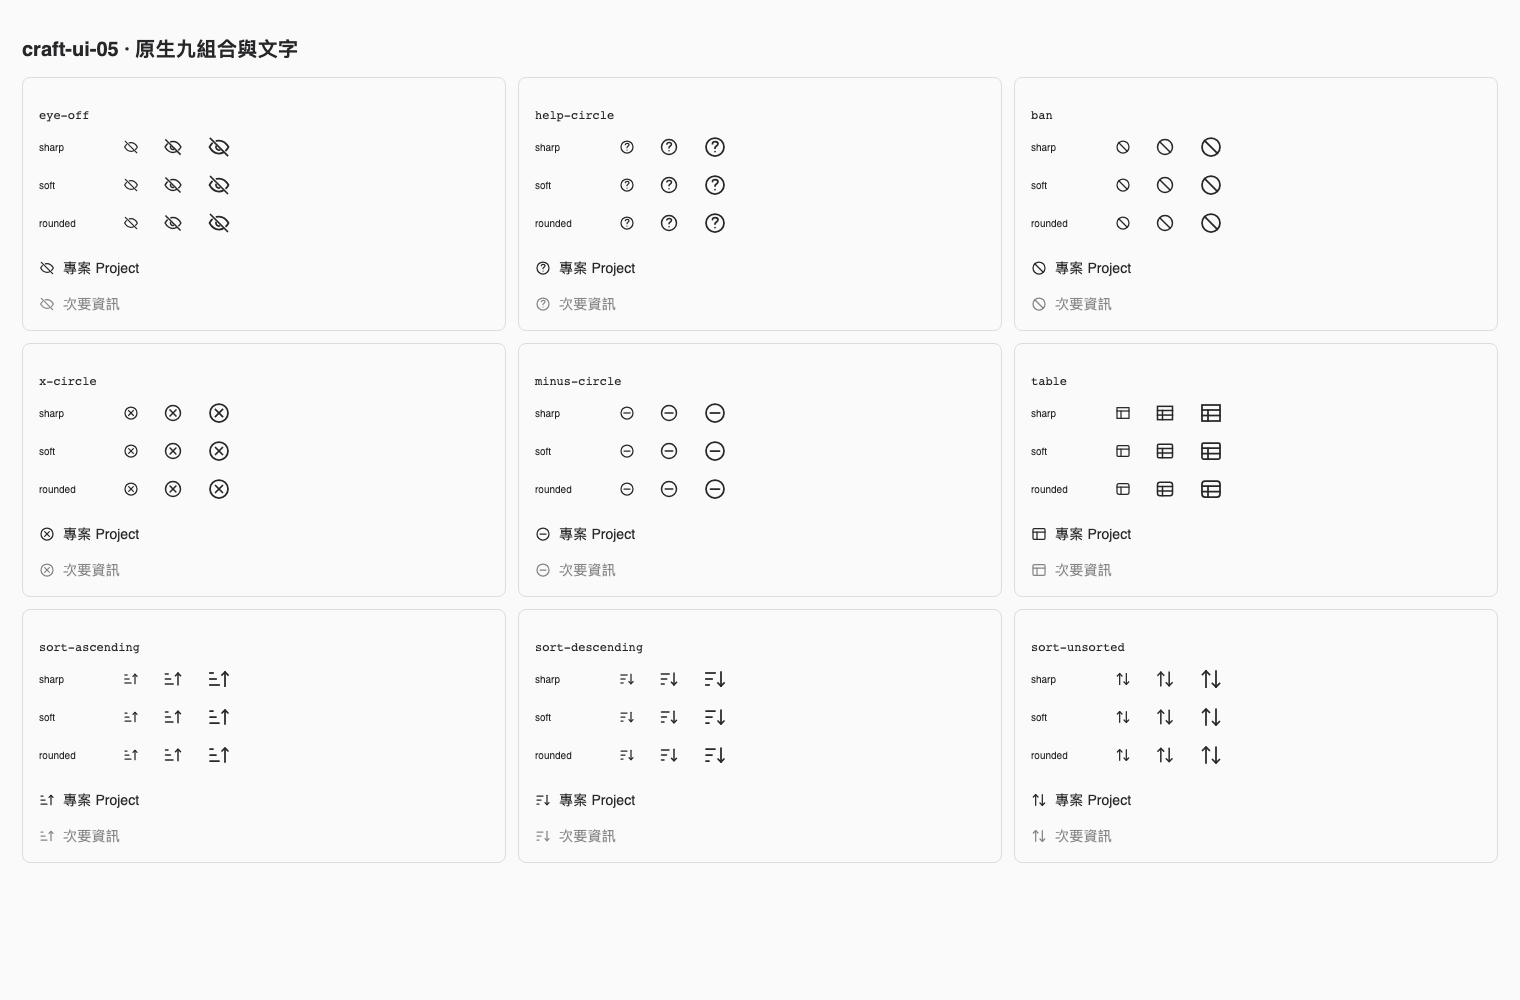 craft-ui-05 · 原生九組合與文字
eye-off
sharp
soft
rounded
專案 Project
次要資訊
help-circle
sharp
soft
rounded
專案 Project
次要資訊
ban
sharp
soft
rounded
專案 Project
次要資訊
x-circle
sharp
soft
rounded
專案 Project
次要資訊
minus-circle
sharp
soft
rounded
專案 Project
次要資訊
table
sharp
soft
rounded
專案 Project
次要資訊
sort-ascending
sharp
soft
rounded
專案 Project
次要資訊
sort-descending
sharp
soft
rounded
專案 Project
次要資訊
sort-unsorted
sharp
soft
rounded
專案 Project
次要資訊